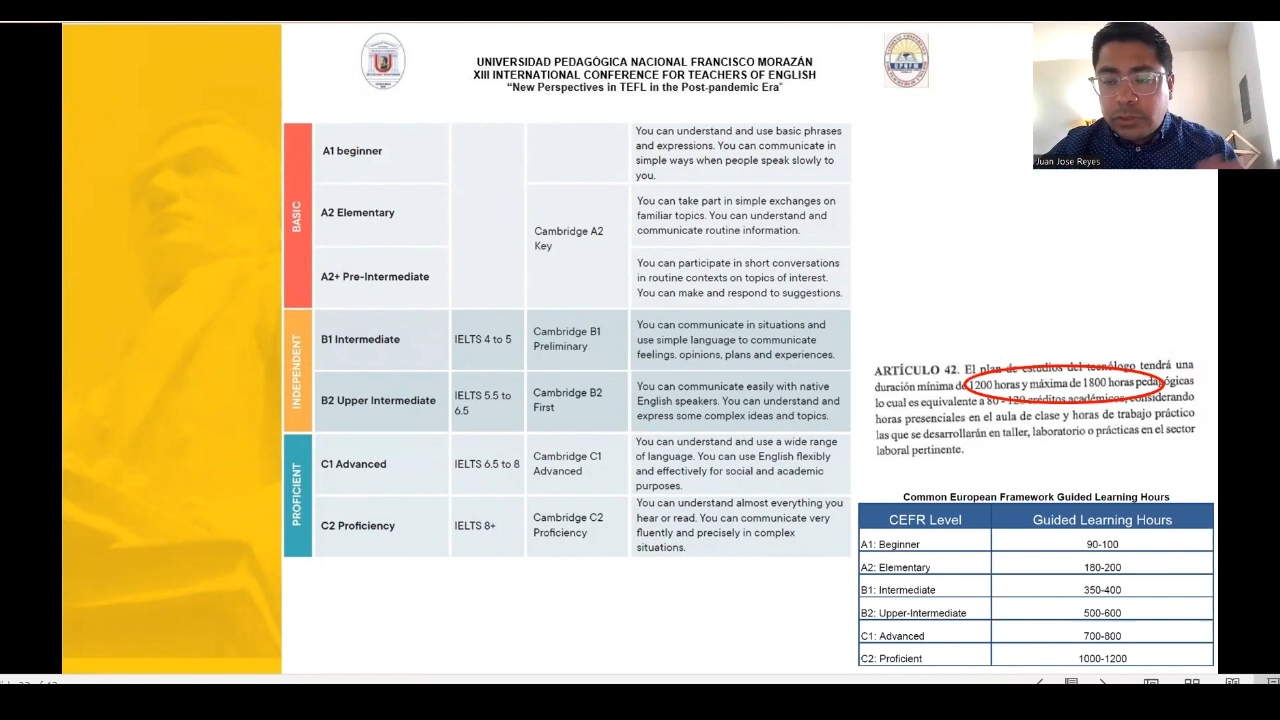 UNIVERSIDAD PEDAGÓGICA NACIONAL FRANCISCO MORAZÁN
XIII INTERNATIONAL CONFERENCE FOR TEACHERS OF ENGLISH
“New Perspectives in TEFL in the Post-pandemic Era”
Juan Jose Reyes
BASIC
A1 beginner
You can understand and use basic phrases
and expressions. You can communicate in
simple ways when people speak slowly to
you.
A2 Elementary
Cambridge A2
Key
You can take part in simple exchanges on
familiar topics. You can understand and
communicate routine information.
A2+ Pre-Intermediate
You can participate in short conversations
in routine contexts on topics of interest.
You can make and respond to suggestions.
INDEPENDENT
B1 Intermediate
IELTS 4 to 5
Cambridge B1
Preliminary
You can communicate in situations and
use simple language to communicate
feelings, opinions, plans and experiences.
B2 Upper Intermediate
IELTS 5.5 to
6.5
Cambridge B2
First
You can communicate easily with native
English speakers. You can understand and
express some complex ideas and topics.
PROFICIENT
C1 Advanced
IELTS 6.5 to 8
Cambridge C1
Advanced
You can understand and use a wide range
of language. You can use English flexibly
and effectively for social and academic
purposes.
C2 Proficiency
IELTS 8+
Cambridge C2
Proficiency
You can understand almost everything you
hear or read. You can communicate very
fluently and precisely in complex
situations.
ARTÍCULO 42. El plan de estudios del tecnólogo tendrá una
duración mínima de 1200 horas y máxima de 1800 horas pedagógicas
lo cual es equivalente a 80 - 120 créditos académicos, considerando
horas presenciales en el aula de clase y horas de trabajo práctico
las que se desarrollarán en taller, laboratorio o prácticas en el sector
laboral pertinente.
Common European Framework Guided Learning Hours
CEFR Level Guided Learning Hours
A1: Beginner 90-100
A2: Elementary 180-200
B1: Intermediate 350-400
B2: Upper-Intermediate 500-600
C1: Advanced 700-800
C2: Proficient 1000-1200